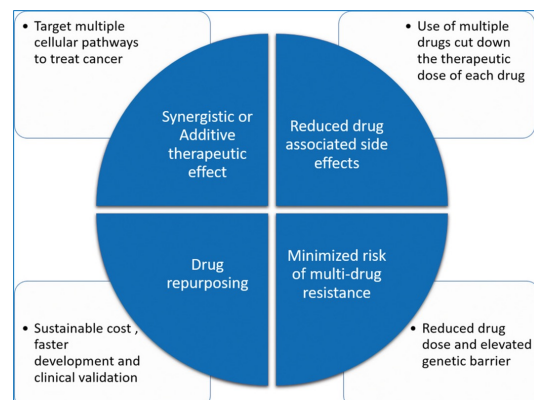 • Target multiple
cellular pathways
to treat cancer
• Use of multiple
drugs cut down
the therapeutic
dose of each drug
Synergistic or
Additive
therapeutic
effect
Reduced drug
associated side
effects
Drug
repurposing
Minimized risk
of multi-drug
resistance
• Sustainable cost ,
faster
development and
clinical validation
• Reduced drug
dose and elevated
genetic barrier